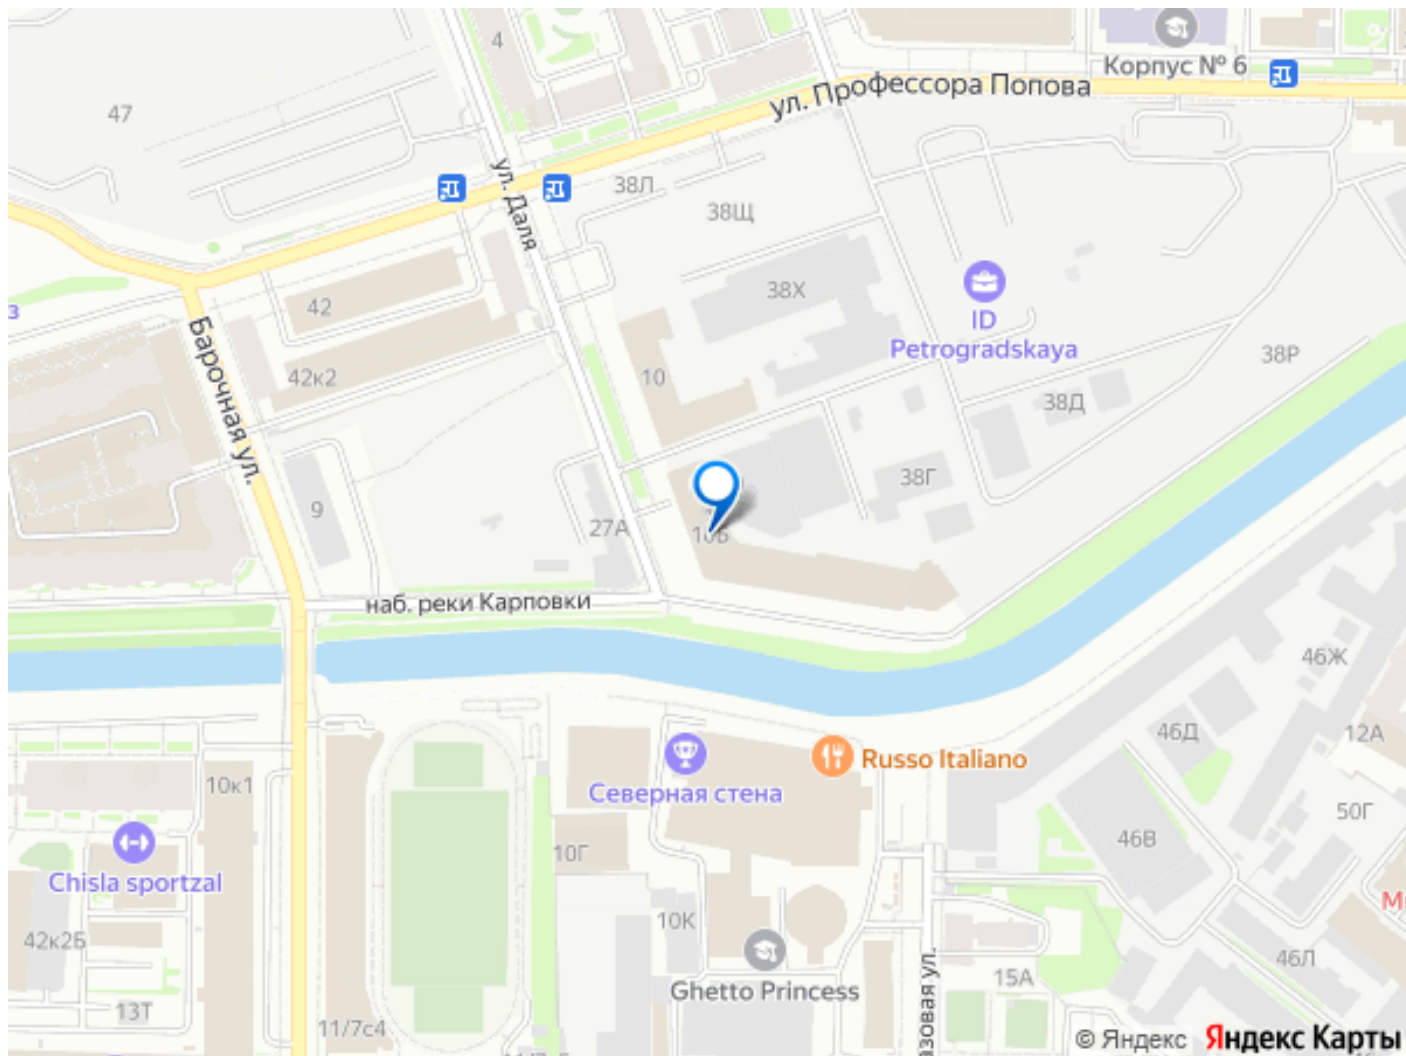 4
Корпус № 6
ул. Профессора Попова
47
ул. Даля
38Л
38Щ
38Х
ID
Petrogradskaya
42
з
Барочная ул.
42к2
10
38Р
38Д
38Г
9
27А
наб. реки Карповки
46Ж
46Д
12А
Russo Italiano
Северная стена
10к1
50Г
46В
10Г
Chisla sportzal
10К
42к2Б
46Л
15А
Ghetto Princess
13Т
11/7с4
© Яндекс Яндекс Карты